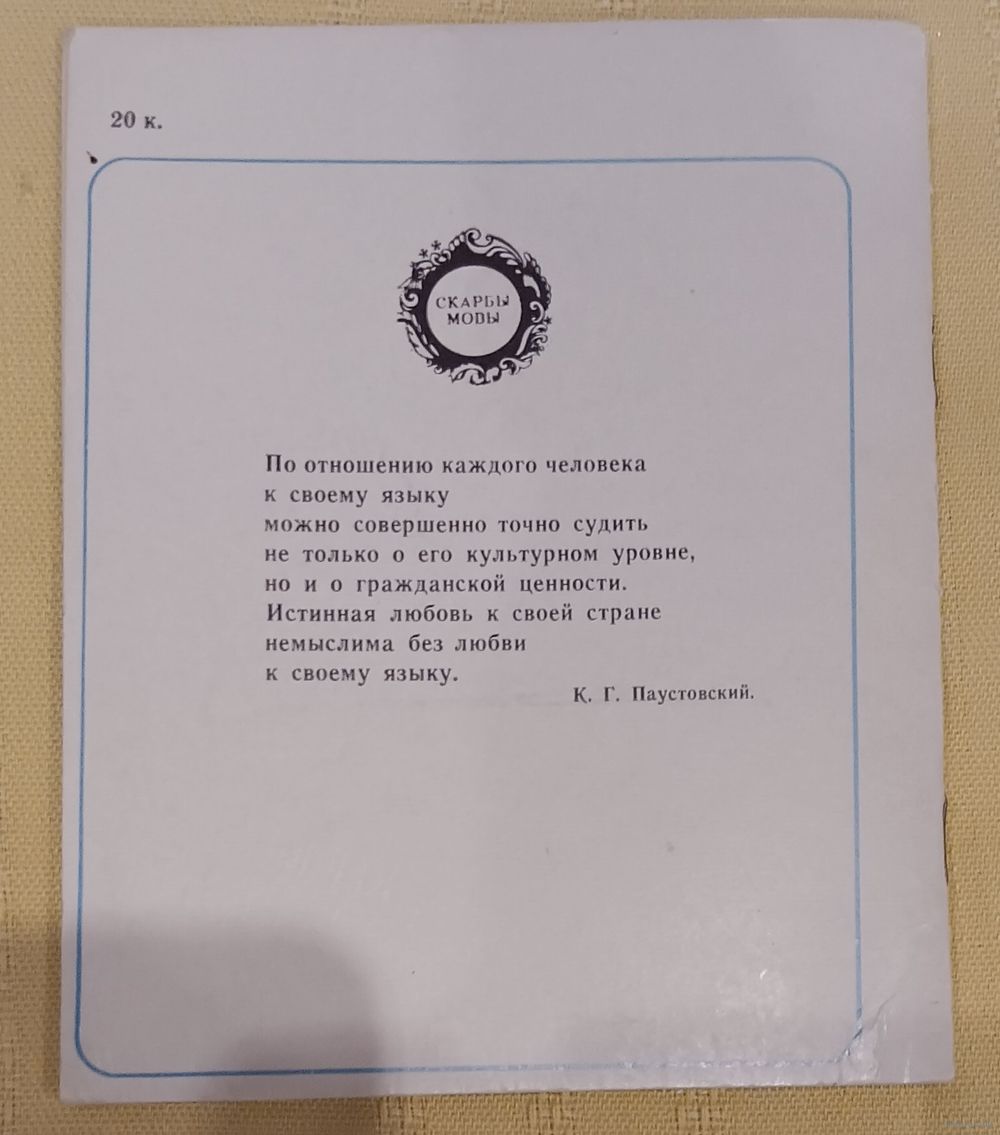 20 к.
СКАРБЫ
МОВЫ
По отношению каждого человека
к своему языку
можно совершенно точно судить
не только о его культурном уровне,
но и о гражданской ценности.
Истинная любовь к своей стране
немыслима без любви
к своему языку.
К. Г. Паустовский.